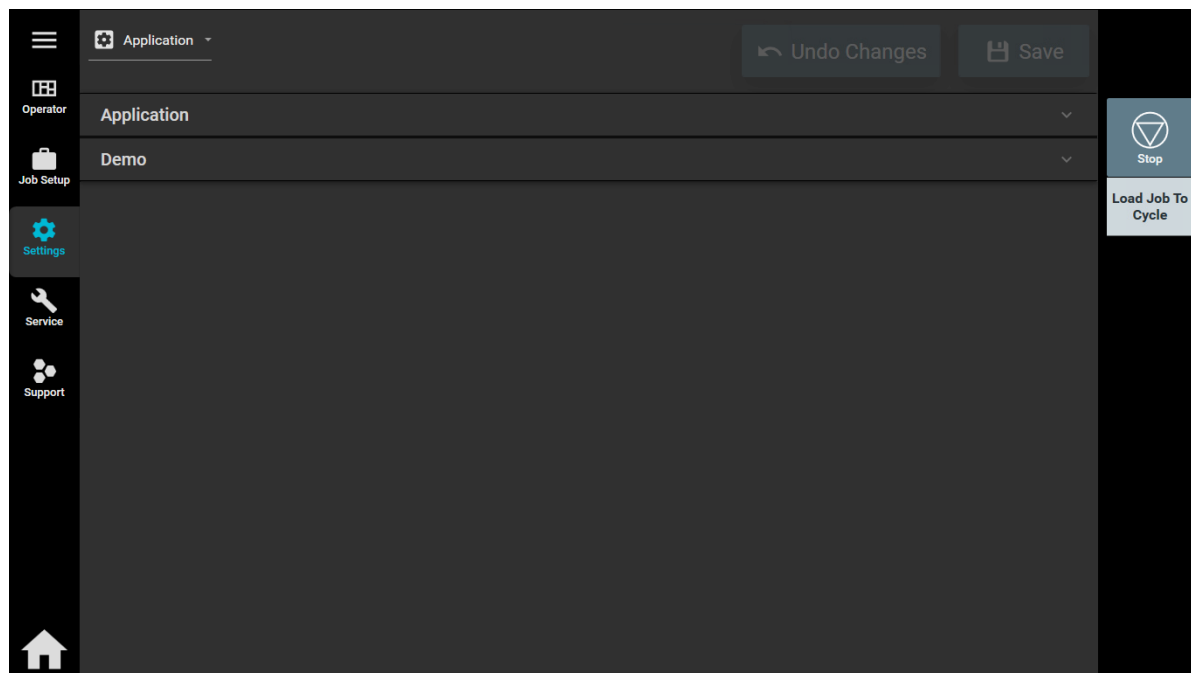 Application
Undo Changes
Save
Operator
Application
Demo
Stop
Job Setup
Load Job To
Cycle
Settings
Service
Support